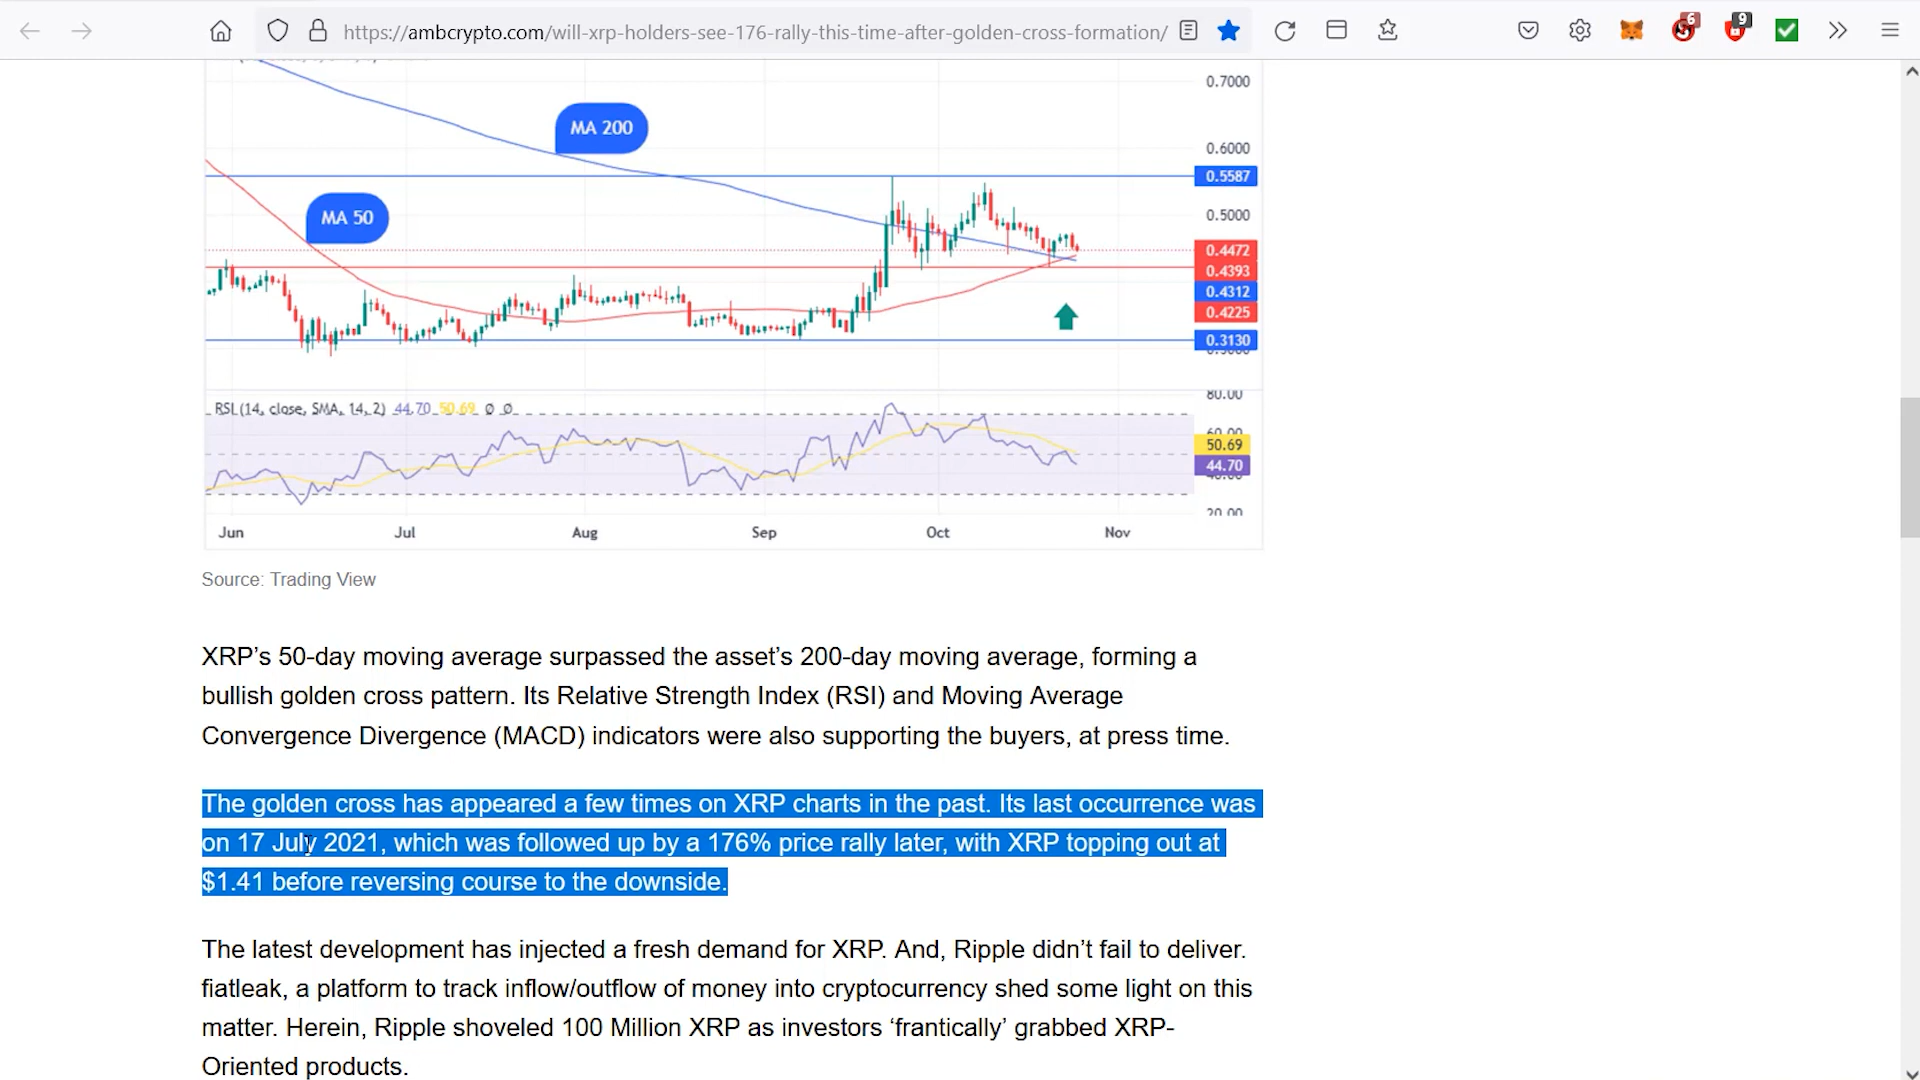 https://ambcrypto.com/will-xrp-holders-see-176-rally-this-time-after-golden-cross-formation/
6
9
0.7000
MA 200
0.6000
0.5587
MA 50
0.5000
0.4472
0.4393
0.4312
0.4225
0.3130
RSI (14, close, SMA, 14, 2) 44.70 50.69 Ø Ø
80.00
60.00
50.69
44.70
40.00
20.00
Jun Jul Aug Sep Oct Nov
Source: Trading View
XRP’s 50-day moving average surpassed the asset’s 200-day moving average, forming a
bullish golden cross pattern. Its Relative Strength Index (RSI) and Moving Average
Convergence Divergence (MACD) indicators were also supporting the buyers, at press time.
The golden cross has appeared a few times on XRP charts in the past. Its last occurrence was
on 17 July 2021, which was followed up by a 176% price rally later, with XRP topping out at
$1.41 before reversing course to the downside.
The latest development has injected a fresh demand for XRP. And, Ripple didn’t fail to deliver.
fiatleak, a platform to track inflow/outflow of money into cryptocurrency shed some light on this
matter. Herein, Ripple shoveled 100 Million XRP as investors ‘frantically’ grabbed XRP-
Oriented products.